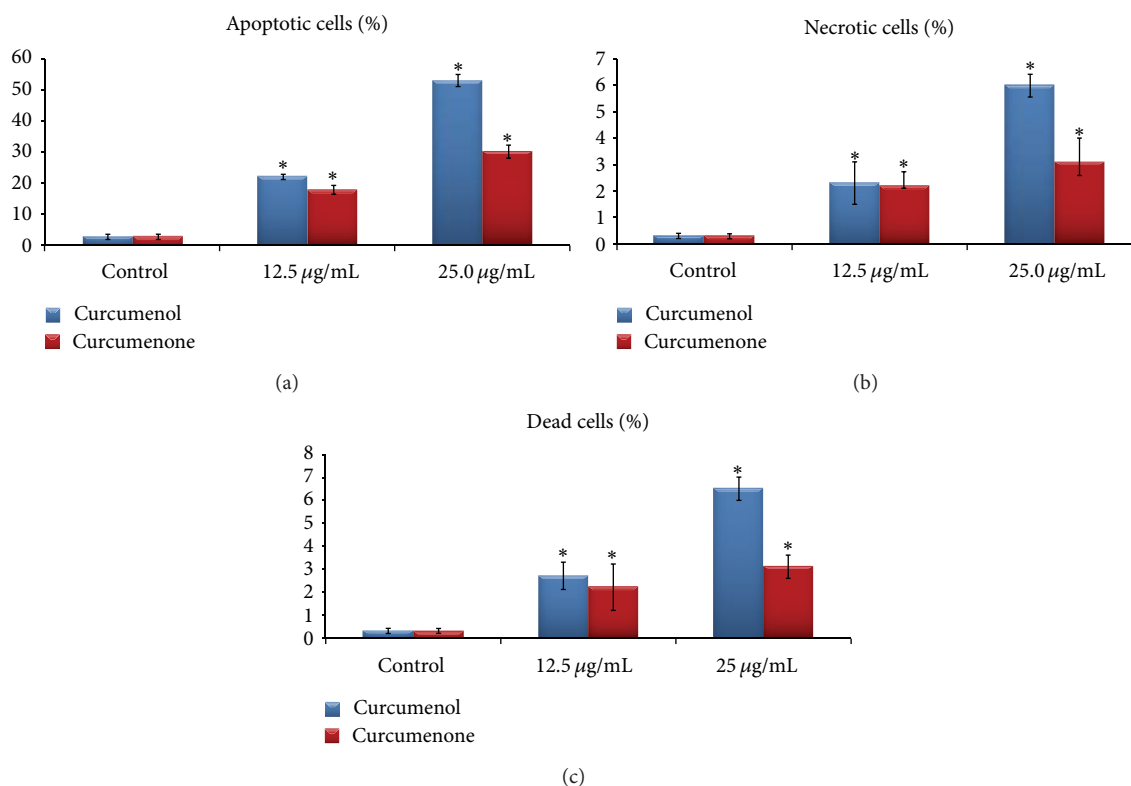 Apoptotic cells (%)
60
50
40
30
20
10
0
*
*
*
*
Control
12.5 μg/mL
25.0 μg/mL
Curcumenol
Curcumenone
(a)
Necrotic cells (%)
7
6
5
4
3
2
1
0
*
*
*
*
Control
12.5 μg/mL
25.0 μg/mL
Curcumenol
Curcumenone
(b)
Dead cells (%)
8
7
6
5
4
3
2
1
0
*
*
*
*
Control
12.5 μg/mL
25 μg/mL
Curcumenol
Curcumenone
(c)